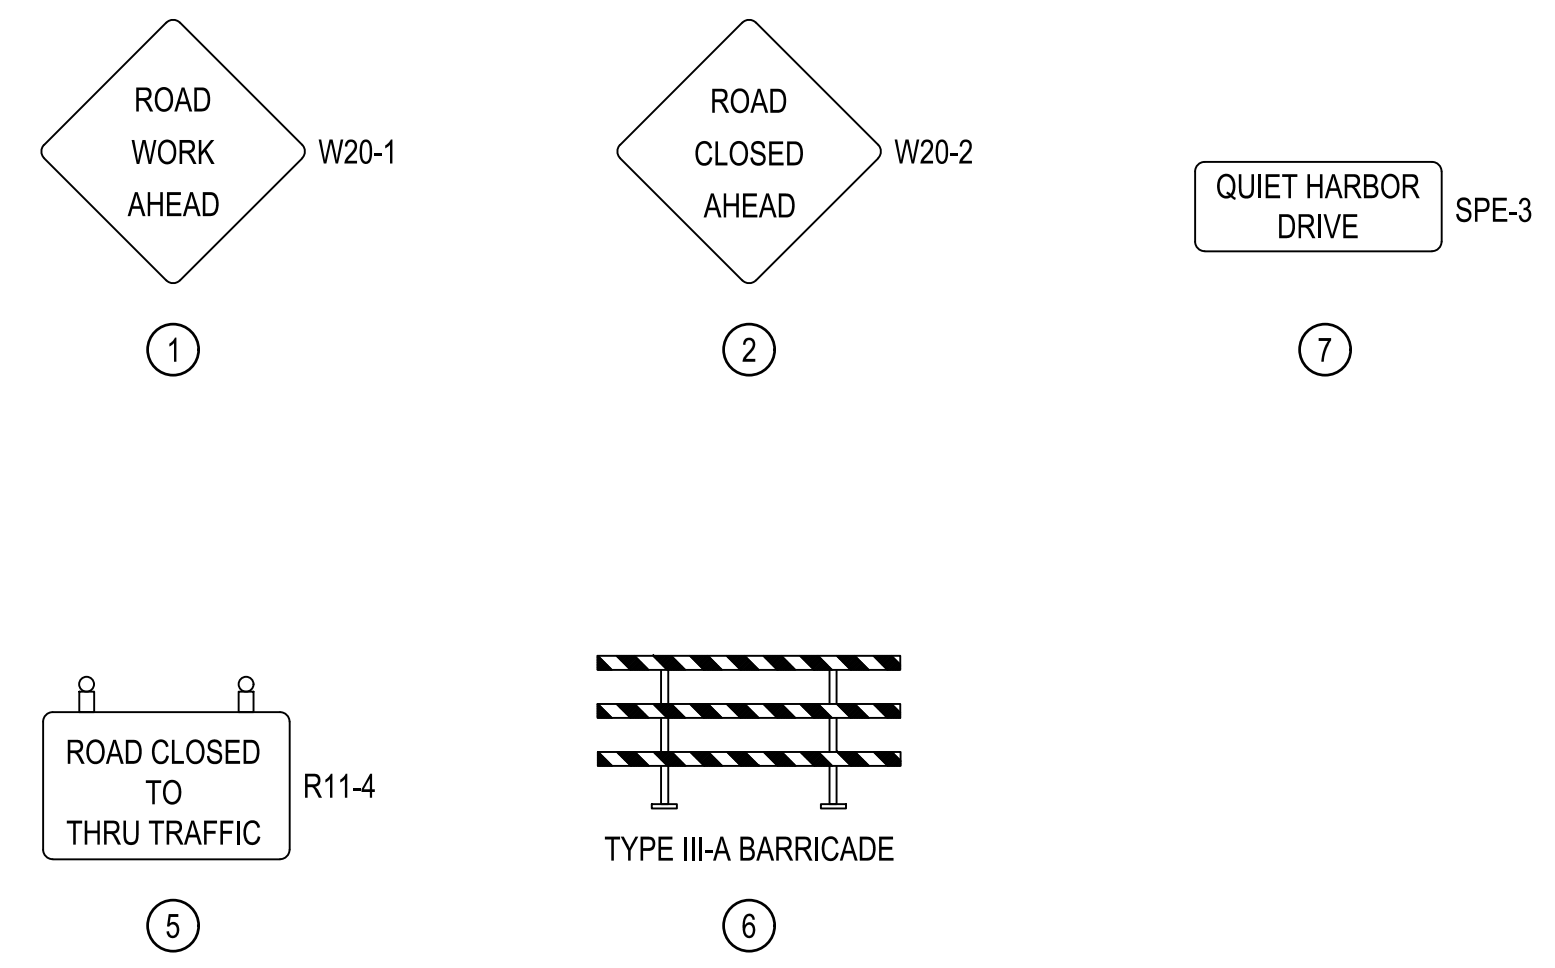 ROAD
WORK
AHEAD
W20-1
1
ROAD
CLOSED
AHEAD
W20-2
2
QUIET HARBOR
DRIVE
SPE-3
7
ROAD CLOSED
TO
THRU TRAFFIC
R11-4
5
TYPE III-A BARRICADE
6